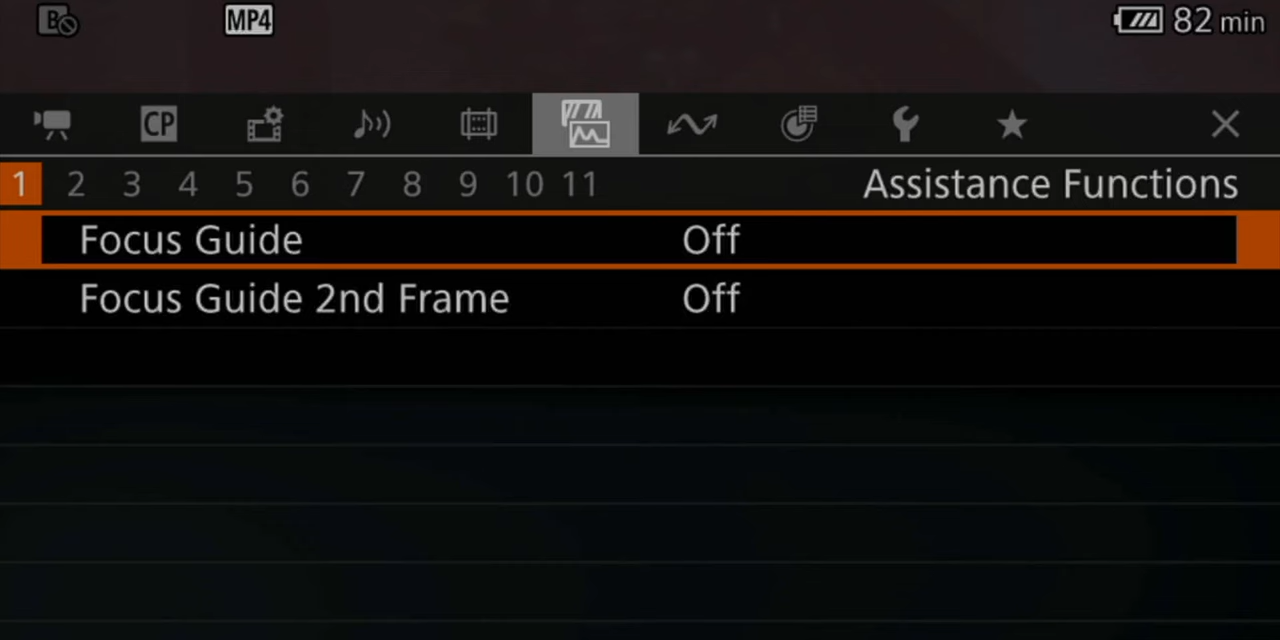 B MP4 82 min
CP
1 2 3 4 5 6 7 8 9 10 11 Assistance Functions
Focus Guide Off
Focus Guide 2nd Frame Off